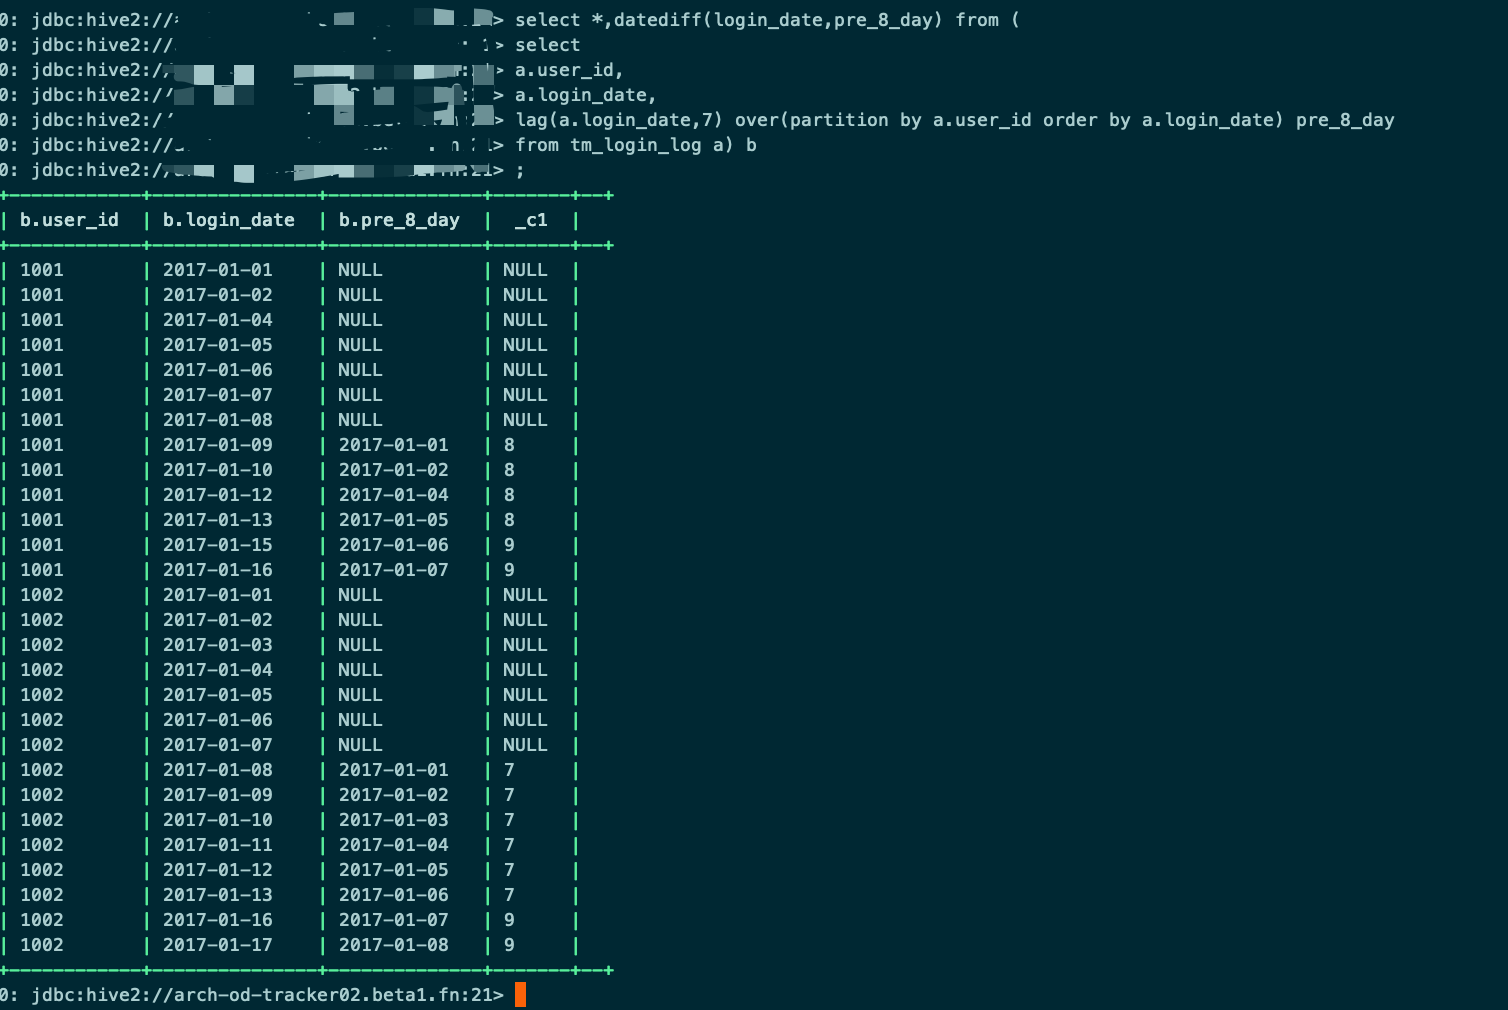 0: jdbc:hive2:// > select *,datediff(login_date,pre_8_day) from (
0: jdbc:hive2:// > select
0: jdbc:hive2:// > a.user_id,
0: jdbc:hive2:// > a.login_date,
0: jdbc:hive2:// > lag(a.login_date,7) over(partition by a.user_id order by a.login_date) pre_8_day
0: jdbc:hive2:// > from tm_login_log a) b
0: jdbc:hive2:// .fn:21> ;
+------------+---------------+--------------+-------+--+
| b.user_id | b.login_date | b.pre_8_day | _c1 |
+------------+---------------+--------------+-------+--+
| 1001 | 2017-01-01 | NULL | NULL |
| 1001 | 2017-01-02 | NULL | NULL |
| 1001 | 2017-01-04 | NULL | NULL |
| 1001 | 2017-01-05 | NULL | NULL |
| 1001 | 2017-01-06 | NULL | NULL |
| 1001 | 2017-01-07 | NULL | NULL |
| 1001 | 2017-01-08 | NULL | NULL |
| 1001 | 2017-01-09 | 2017-01-01 | 8 |
| 1001 | 2017-01-10 | 2017-01-02 | 8 |
| 1001 | 2017-01-12 | 2017-01-04 | 8 |
| 1001 | 2017-01-13 | 2017-01-05 | 8 |
| 1001 | 2017-01-15 | 2017-01-06 | 9 |
| 1001 | 2017-01-16 | 2017-01-07 | 9 |
| 1002 | 2017-01-01 | NULL | NULL |
| 1002 | 2017-01-02 | NULL | NULL |
| 1002 | 2017-01-03 | NULL | NULL |
| 1002 | 2017-01-04 | NULL | NULL |
| 1002 | 2017-01-05 | NULL | NULL |
| 1002 | 2017-01-06 | NULL | NULL |
| 1002 | 2017-01-07 | NULL | NULL |
| 1002 | 2017-01-08 | 2017-01-01 | 7 |
| 1002 | 2017-01-09 | 2017-01-02 | 7 |
| 1002 | 2017-01-10 | 2017-01-03 | 7 |
| 1002 | 2017-01-11 | 2017-01-04 | 7 |
| 1002 | 2017-01-12 | 2017-01-05 | 7 |
| 1002 | 2017-01-13 | 2017-01-06 | 7 |
| 1002 | 2017-01-16 | 2017-01-07 | 9 |
| 1002 | 2017-01-17 | 2017-01-08 | 9 |
+------------+---------------+--------------+-------+--+
0: jdbc:hive2://arch-od-tracker02.beta1.fn:21>